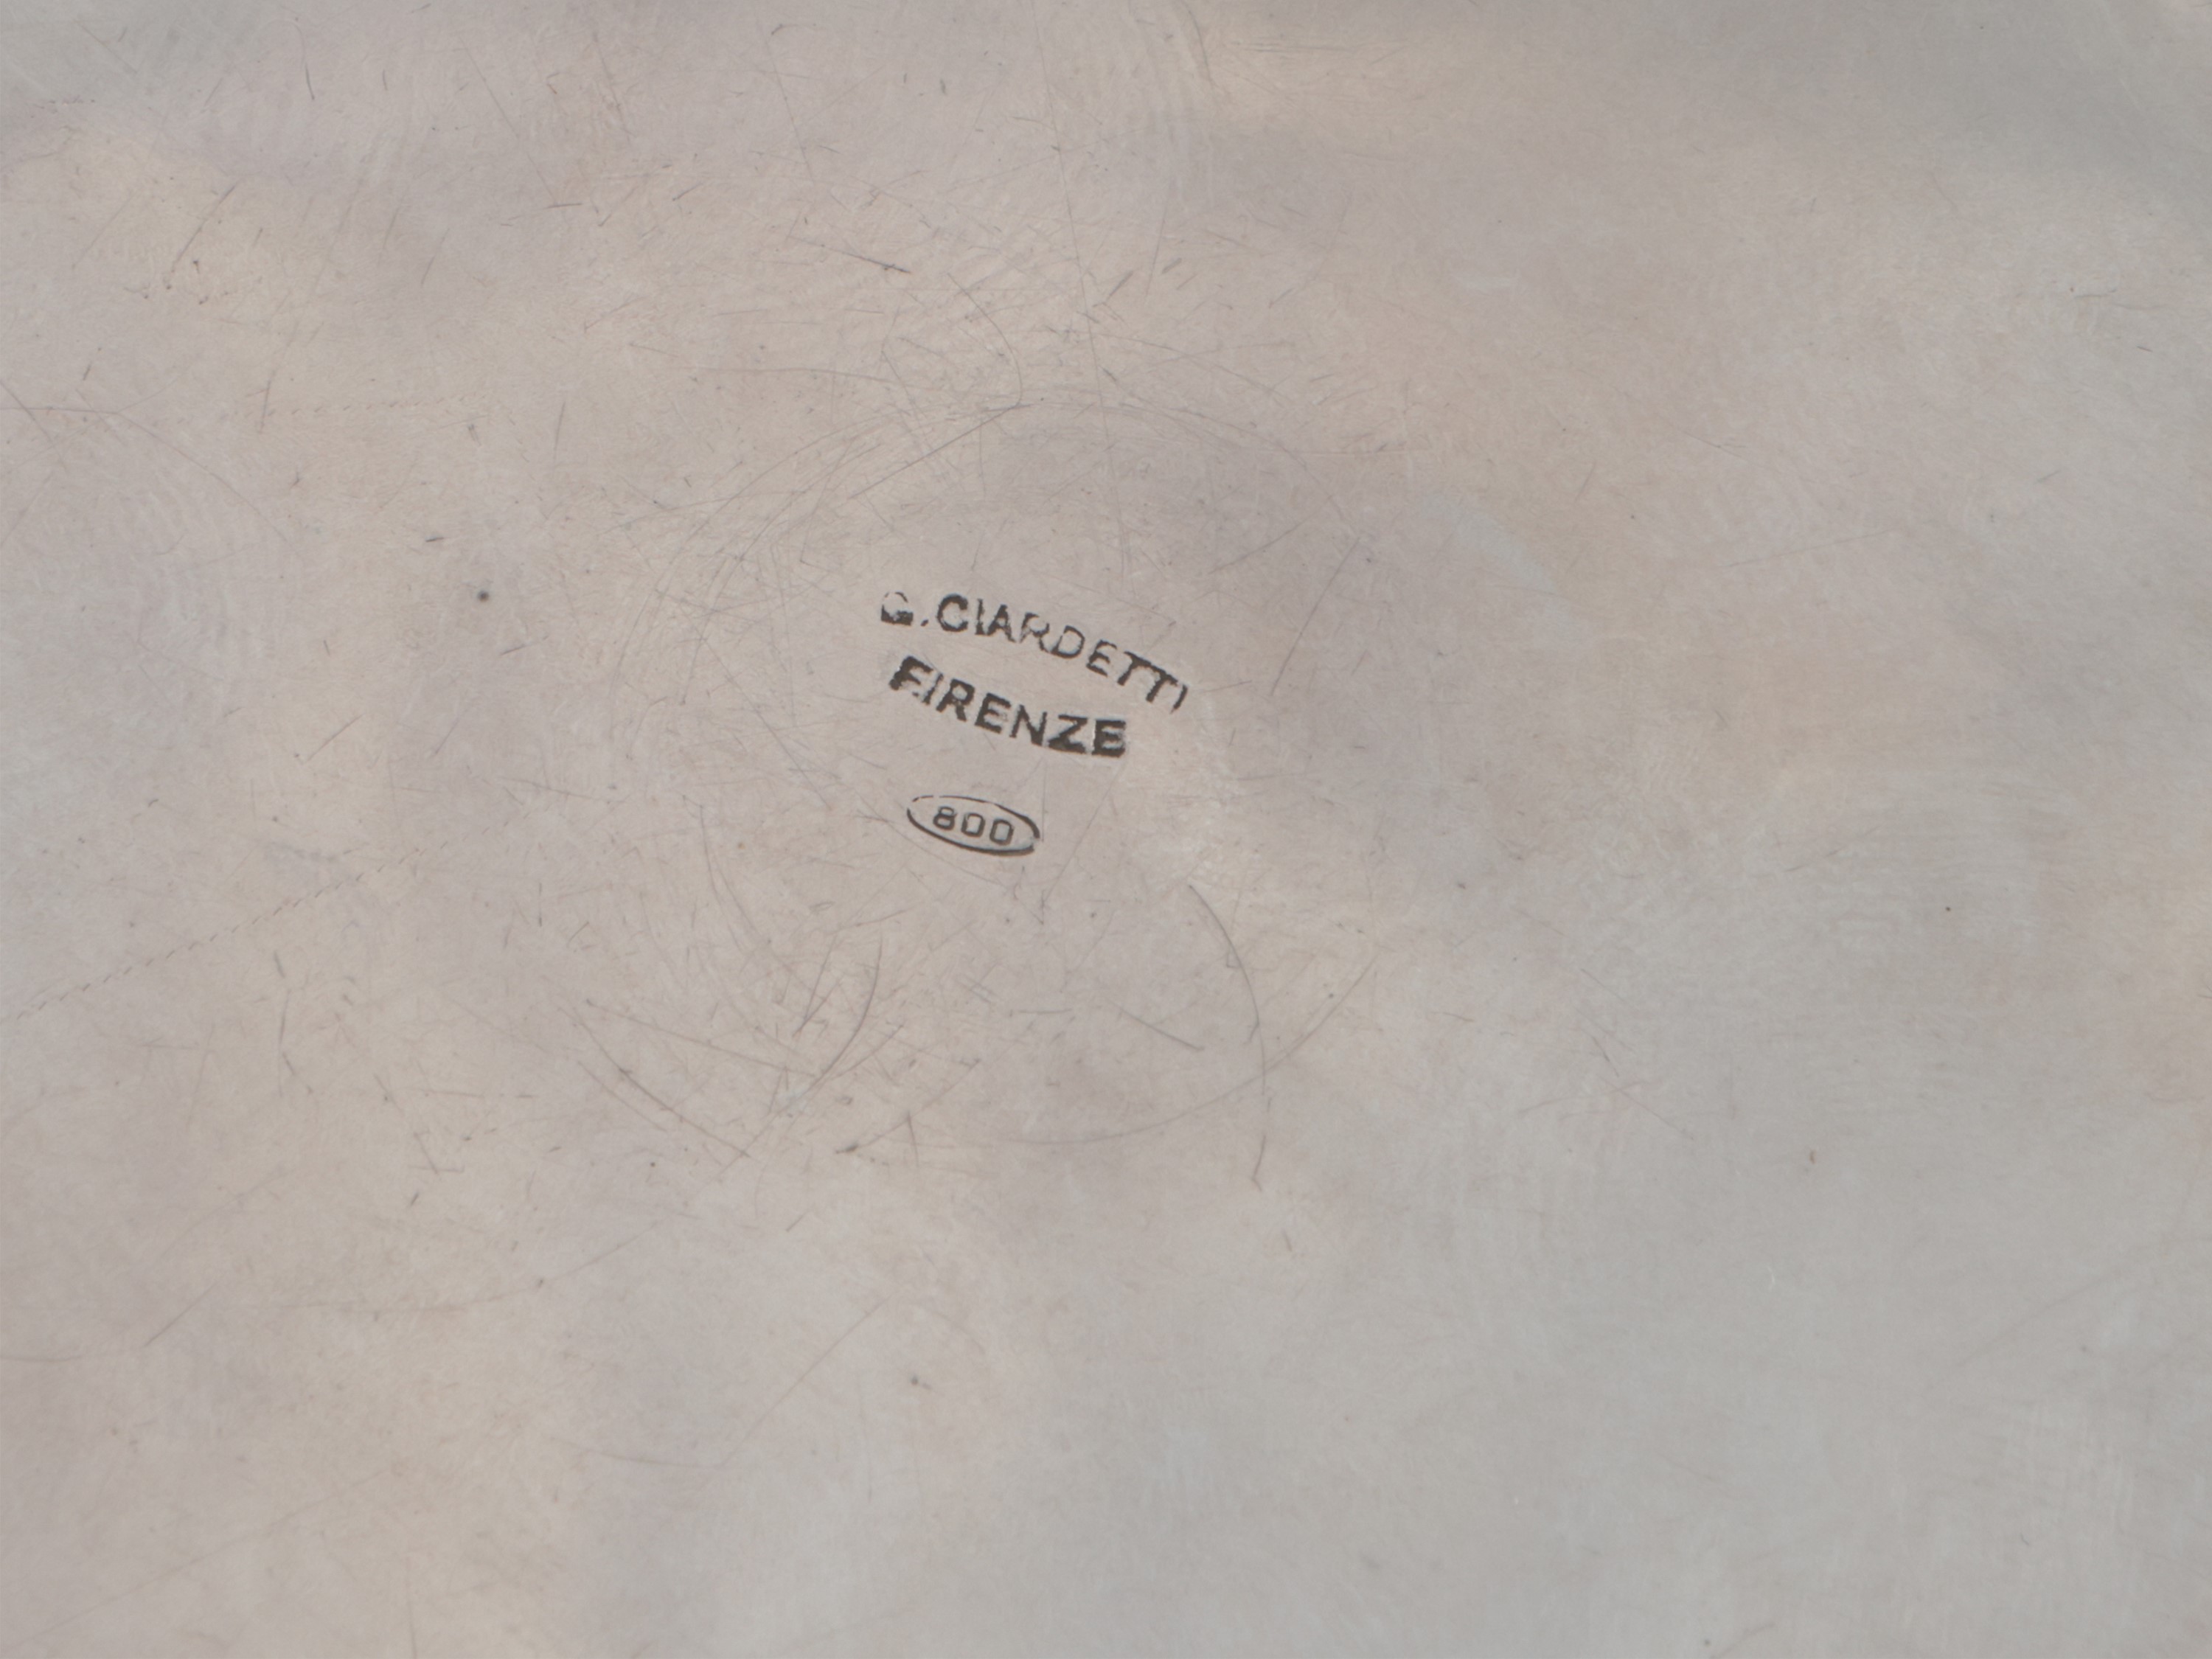 G. CIARDETTI
FIRENZE
800